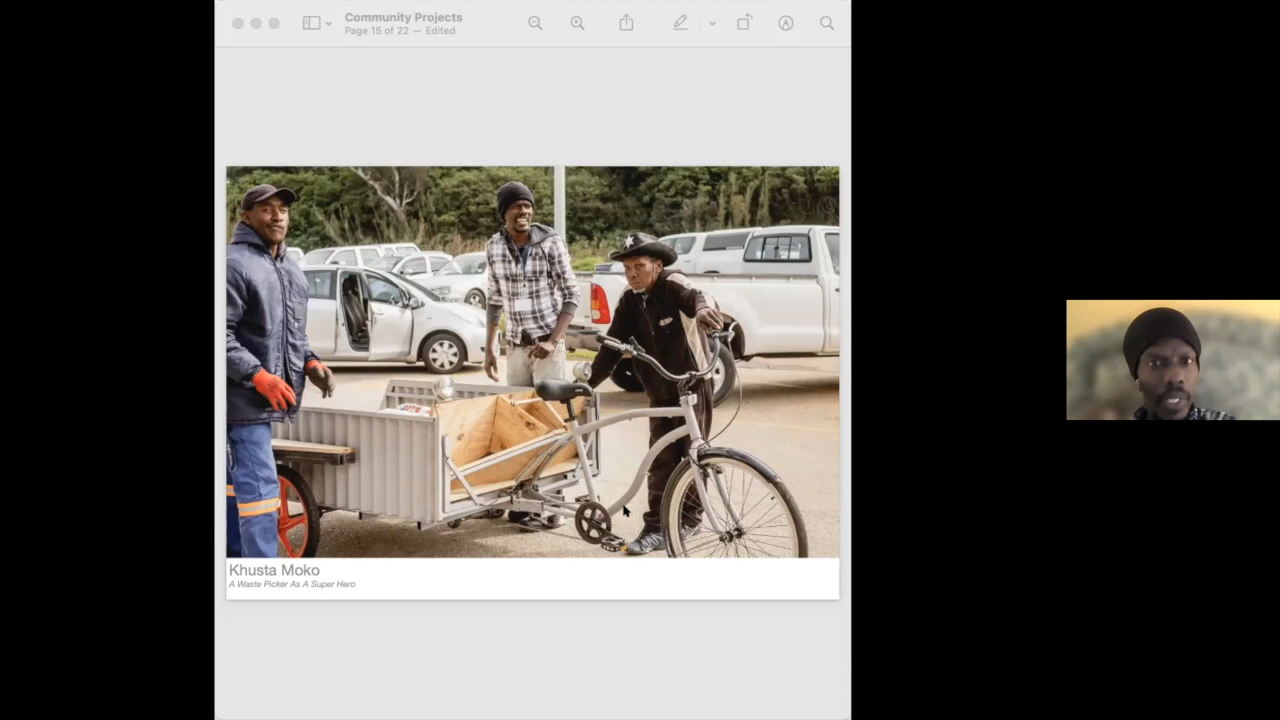 Community Projects
Page 15 of 22 — Edited
Khusta Moko
A Waste Picker As A Super Hero